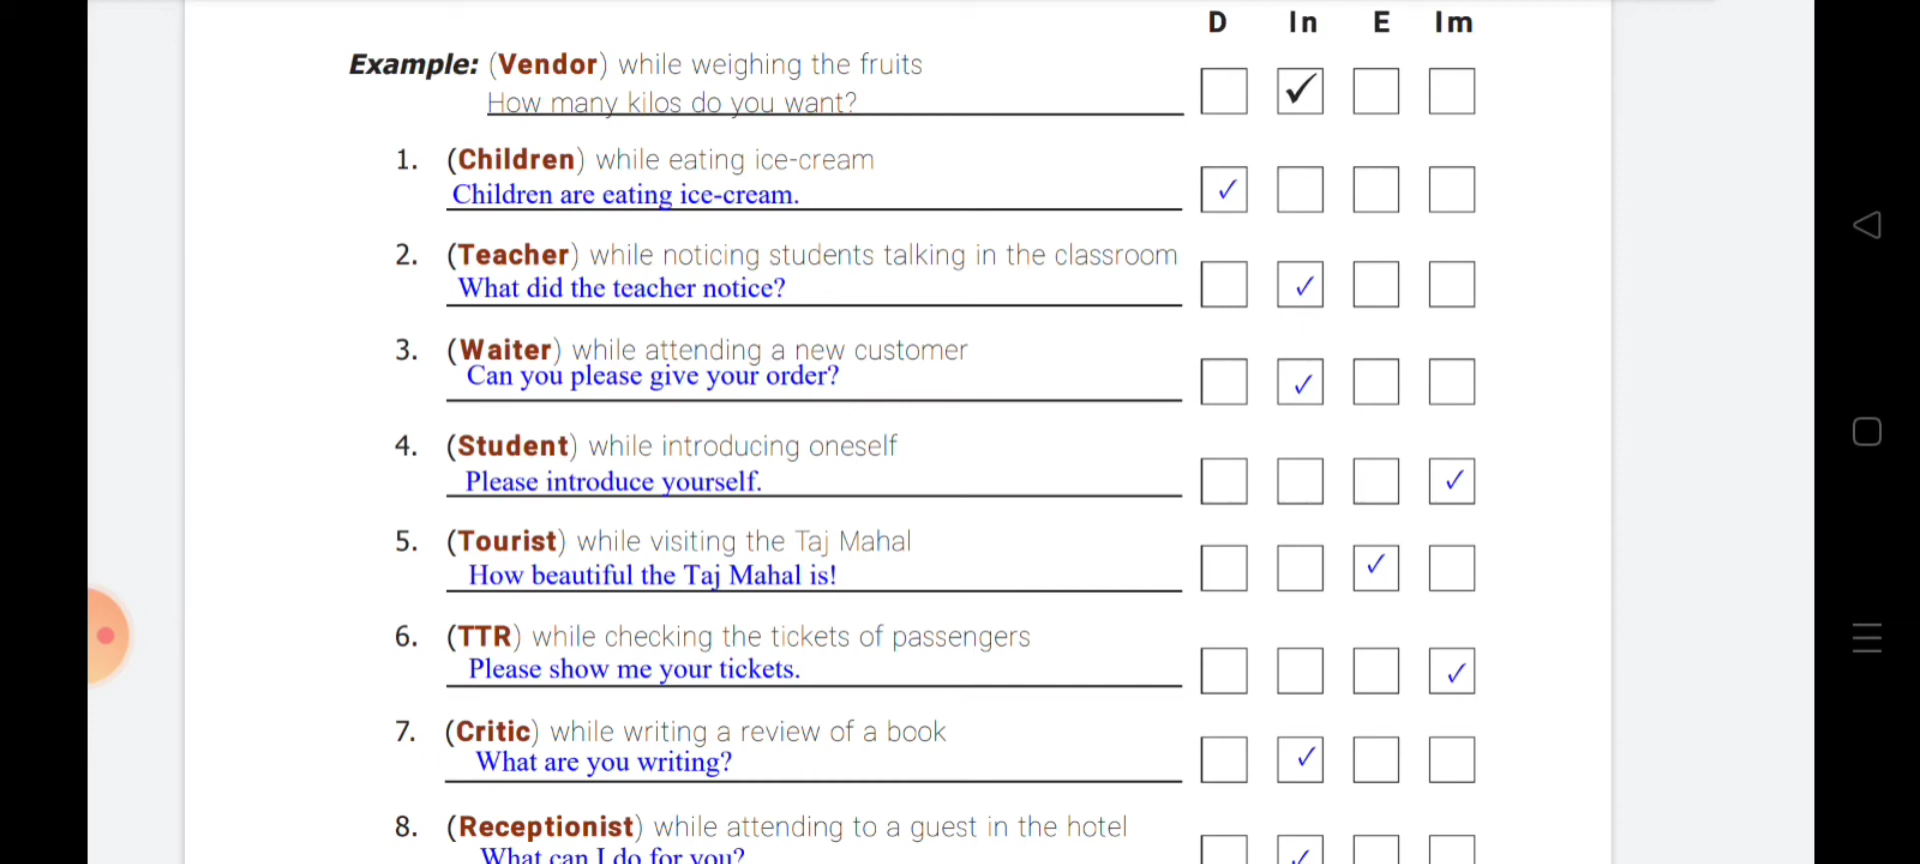 D In E Im
Example: (Vendor) while weighing the fruits
How many kilos do you want?
1. (Children) while eating ice-cream
Children are eating ice-cream.
2. (Teacher) while noticing students talking in the classroom
What did the teacher notice?
3. (Waiter) while attending a new customer
Can you please give your order?
4. (Student) while introducing oneself
Please introduce yourself.
5. (Tourist) while visiting the Taj Mahal
How beautiful the Taj Mahal is!
6. (TTR) while checking the tickets of passengers
Please show me your tickets.
7. (Critic) while writing a review of a book
What are you writing?
8. (Receptionist) while attending to a guest in the hotel
What can I do for you?